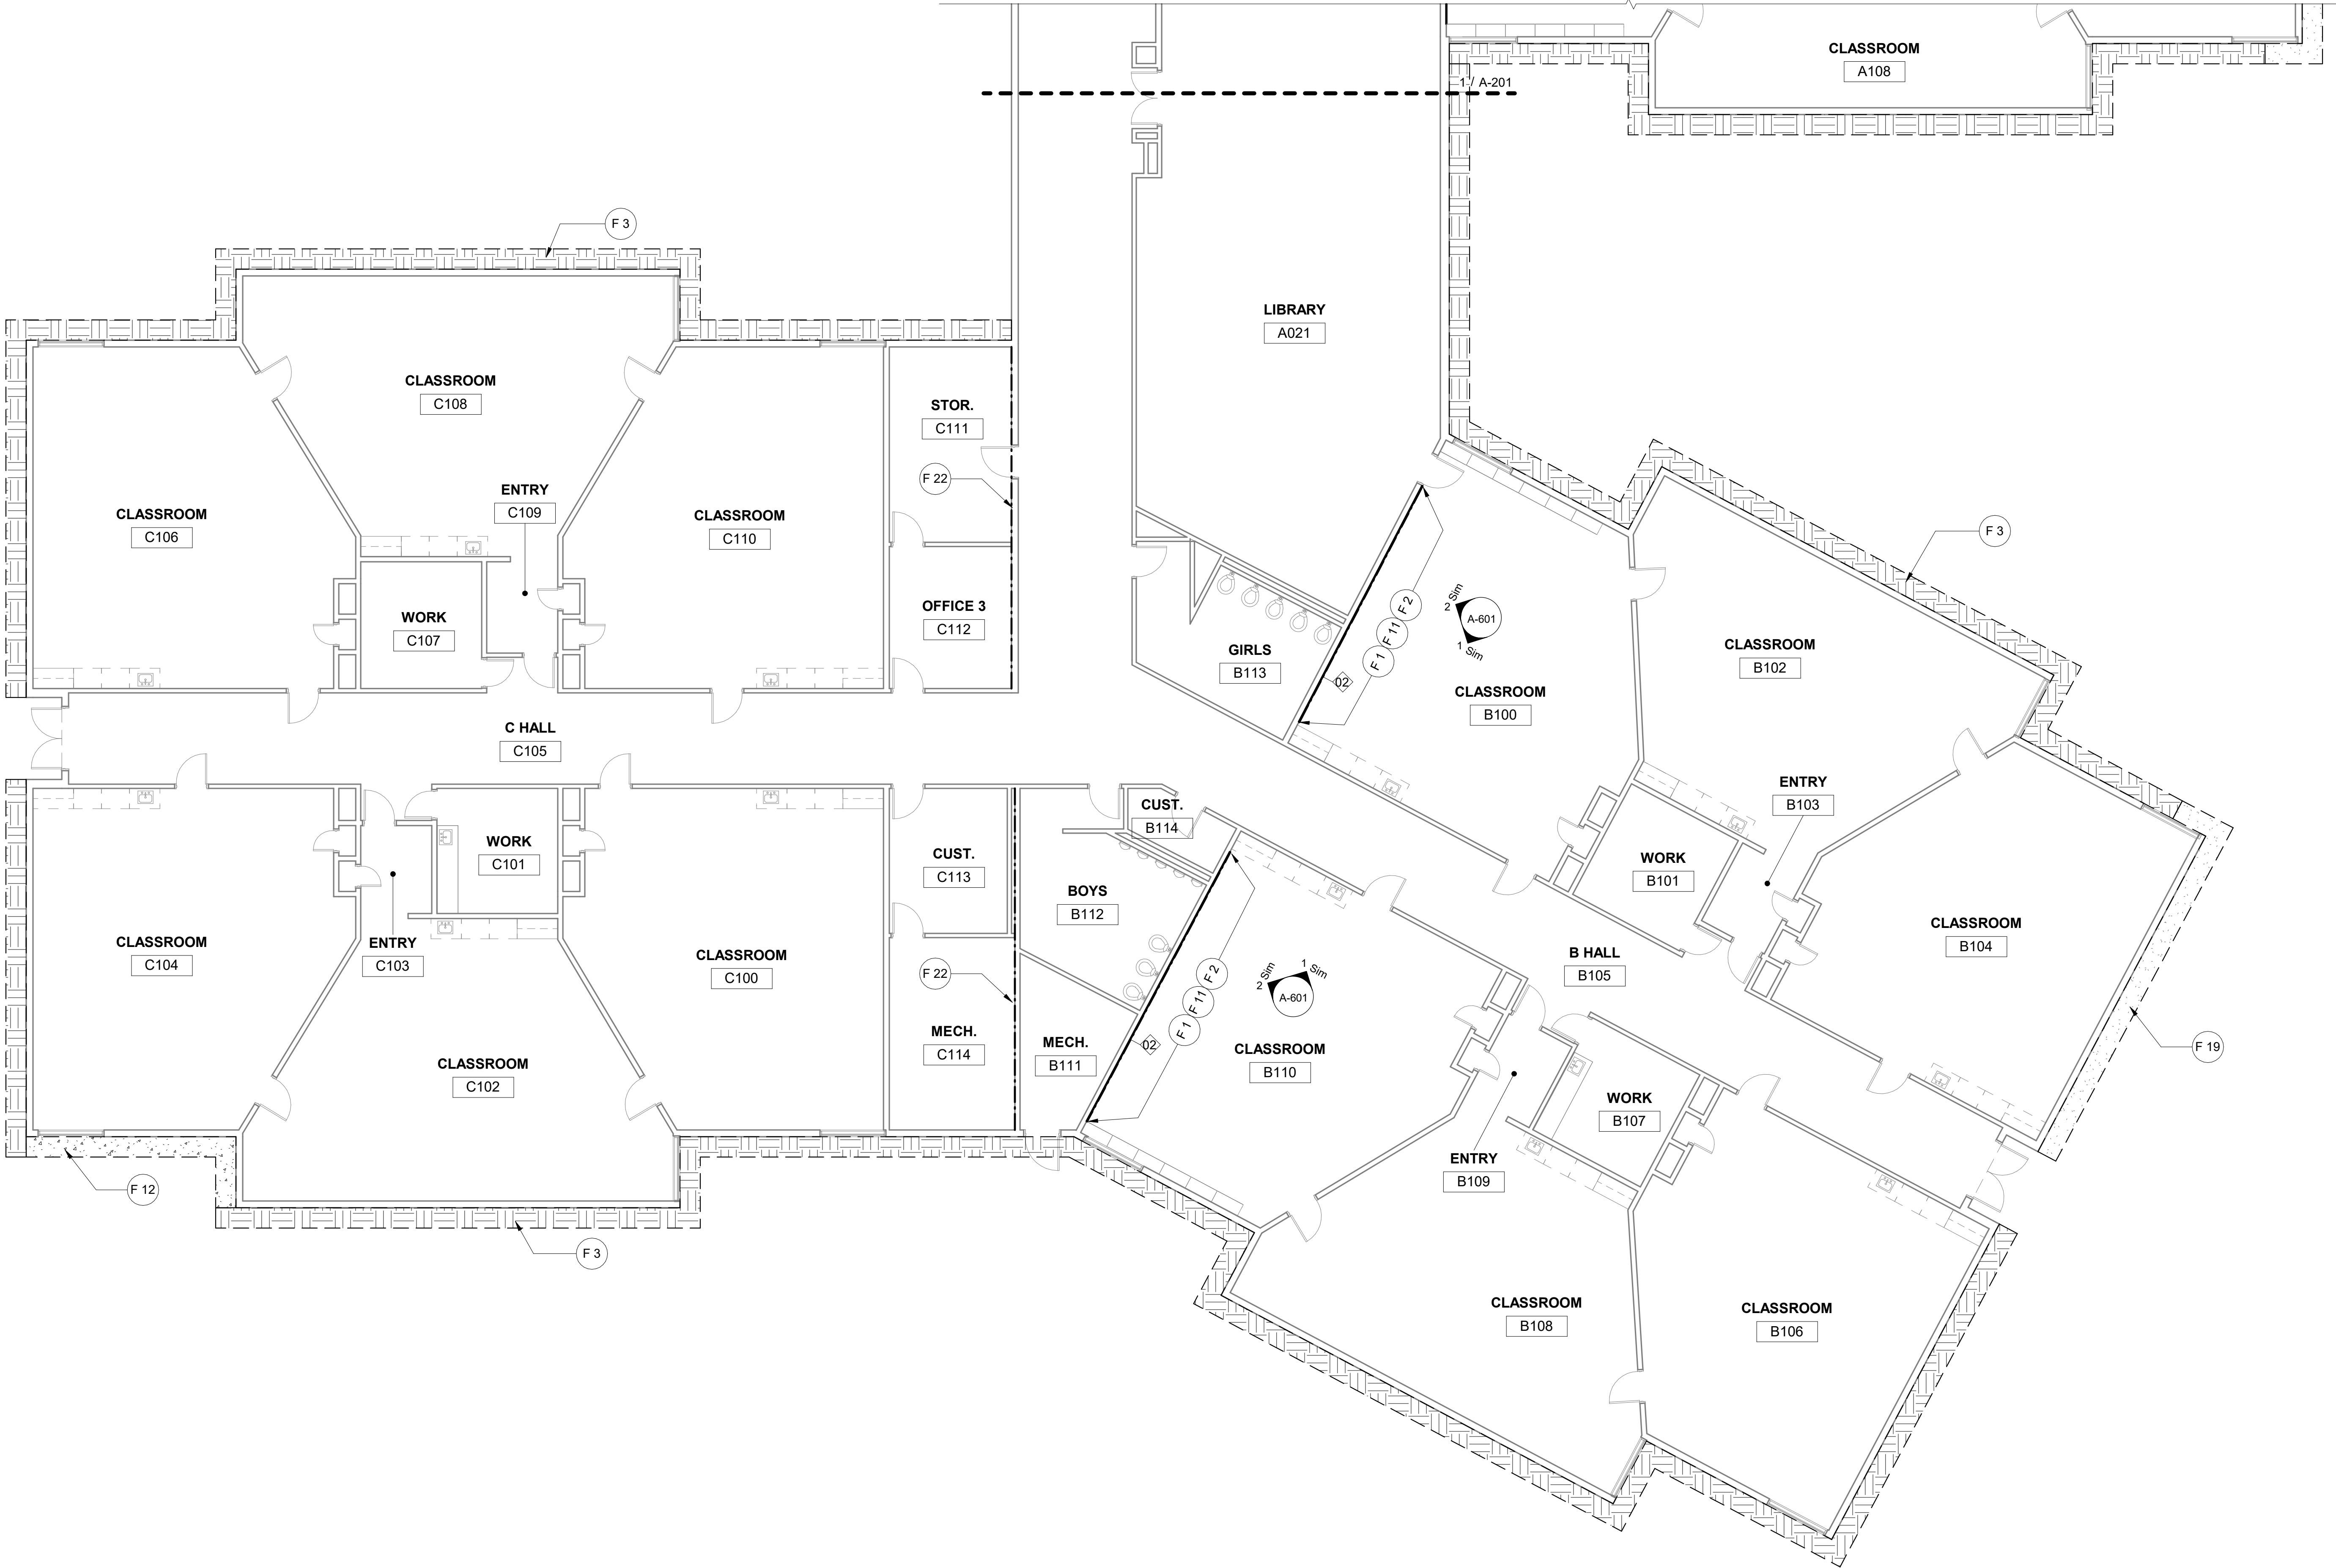 CLASSROOM
A108
1 / A-201
F 3
LIBRARY
A021
CLASSROOM
C108
STOR.
C111
F 22
ENTRY
C109
CLASSROOM
C106
CLASSROOM
C110
F 3
WORK
C107
OFFICE 3
C112
GIRLS
B113
02
F 1
F 11
F 2
2
Sim
A-601
1
Sim
CLASSROOM
B100
CLASSROOM
B102
C HALL
C105
ENTRY
B103
CUST.
B114
WORK
C101
CUST.
C113
BOYS
B112
WORK
B101
CLASSROOM
B104
CLASSROOM
C104
ENTRY
C103
CLASSROOM
C100
F 22
F 1
F 11
F 2
2
Sim
1
Sim
A-601
B HALL
B105
02
MECH.
C114
MECH.
B111
CLASSROOM
B110
F 19
CLASSROOM
C102
WORK
B107
ENTRY
B109
F 12
F 3
CLASSROOM
B108
CLASSROOM
B106